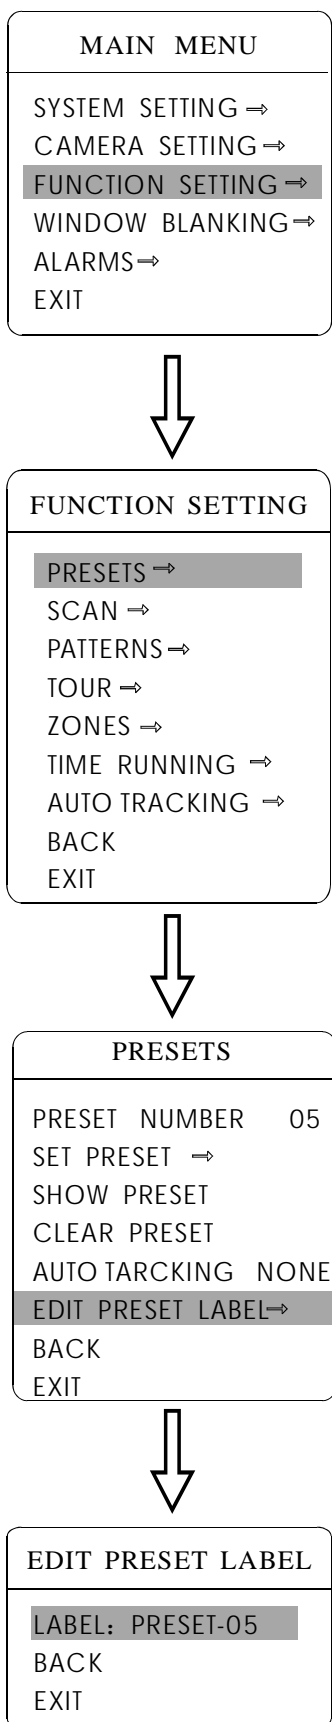 MAIN MENU
SYSTEM SETTING ⇒
CAMERA SETTING ⇒
FUNCTION SETTING ⇒
WINDOW BLANKING ⇒
ALARMS ⇒
EXIT
FUNCTION SETTING
PRESETS ⇒
SCAN ⇒
PATTERNS ⇒
TOUR ⇒
ZONES ⇒
TIME RUNNING ⇒
AUTO TRACKING ⇒
BACK
EXIT
PRESETS
PRESET NUMBER 05
SET PRESET ⇒
SHOW PRESET
CLEAR PRESET
AUTO TARCKING NONE
EDIT PRESET LABEL ⇒
BACK
EXIT
EDIT PRESET LABEL
LABEL: PRESET-05
BACK
EXIT